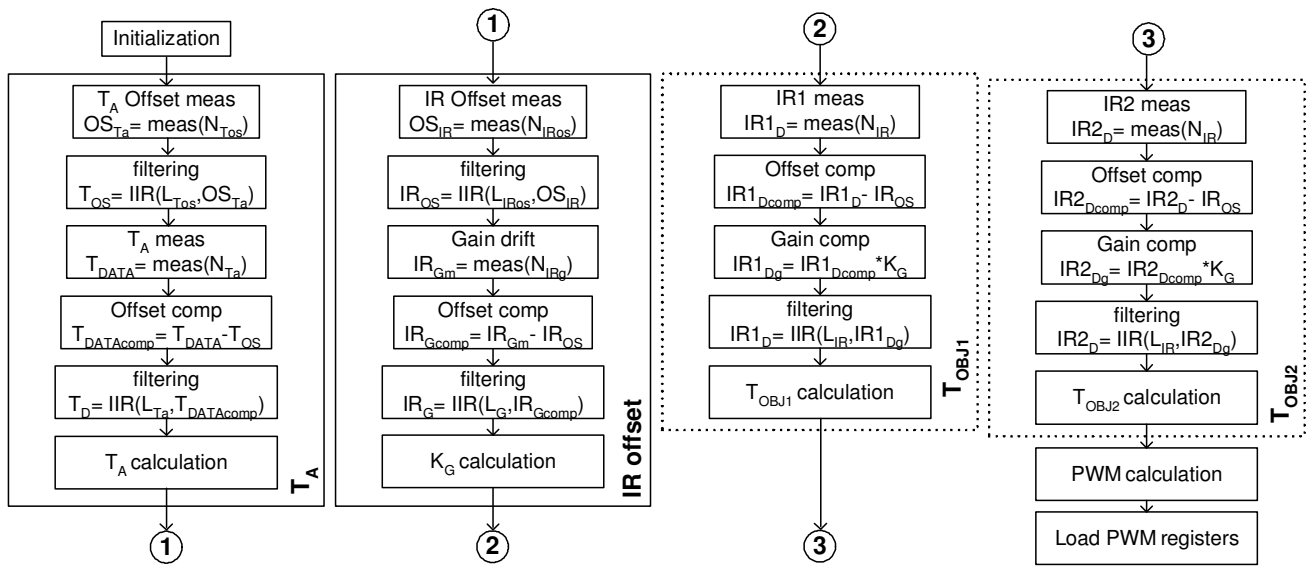 Initialization
T_A Offset meas
OS_Ta= meas(N_Tos)
filtering
T_OS= IIR(L_Tos,OS_Ta)
T_A meas
T_DATA= meas(N_Ta)
Offset comp
T_DATAcomp= T_DATA-T_OS
filtering
T_D= IIR(L_Ta,T_DATAcomp)
T_A calculation
T_A
1
1
IR Offset meas
OS_IR= meas(N_IRos)
filtering
IR_OS= IIR(L_IRos,OS_IR)
Gain drift
IR_Gm= meas(N_IRg)
Offset comp
IR_Gcomp= IR_Gm- IR_OS
filtering
IR_G= IIR(L_G,IR_Gcomp)
K_G calculation
IR offset
2
2
IR1 meas
IR1_D= meas(N_IR)
Offset comp
IR1_Dcomp= IR1_D- IR_OS
Gain comp
IR1_Dg= IR1_Dcomp*K_G
filtering
IR1_D= IIR(L_IR,IR1_Dg)
T_OBJ1 calculation
T_OBJ1
3
3
IR2 meas
IR2_D= meas(N_IR)
Offset comp
IR2_Dcomp= IR2_D- IR_OS
Gain comp
IR2_Dg= IR2_Dcomp*K_G
filtering
IR2_D= IIR(L_IR,IR2_Dg)
T_OBJ2 calculation
T_OBJ2
PWM calculation
Load PWM registers